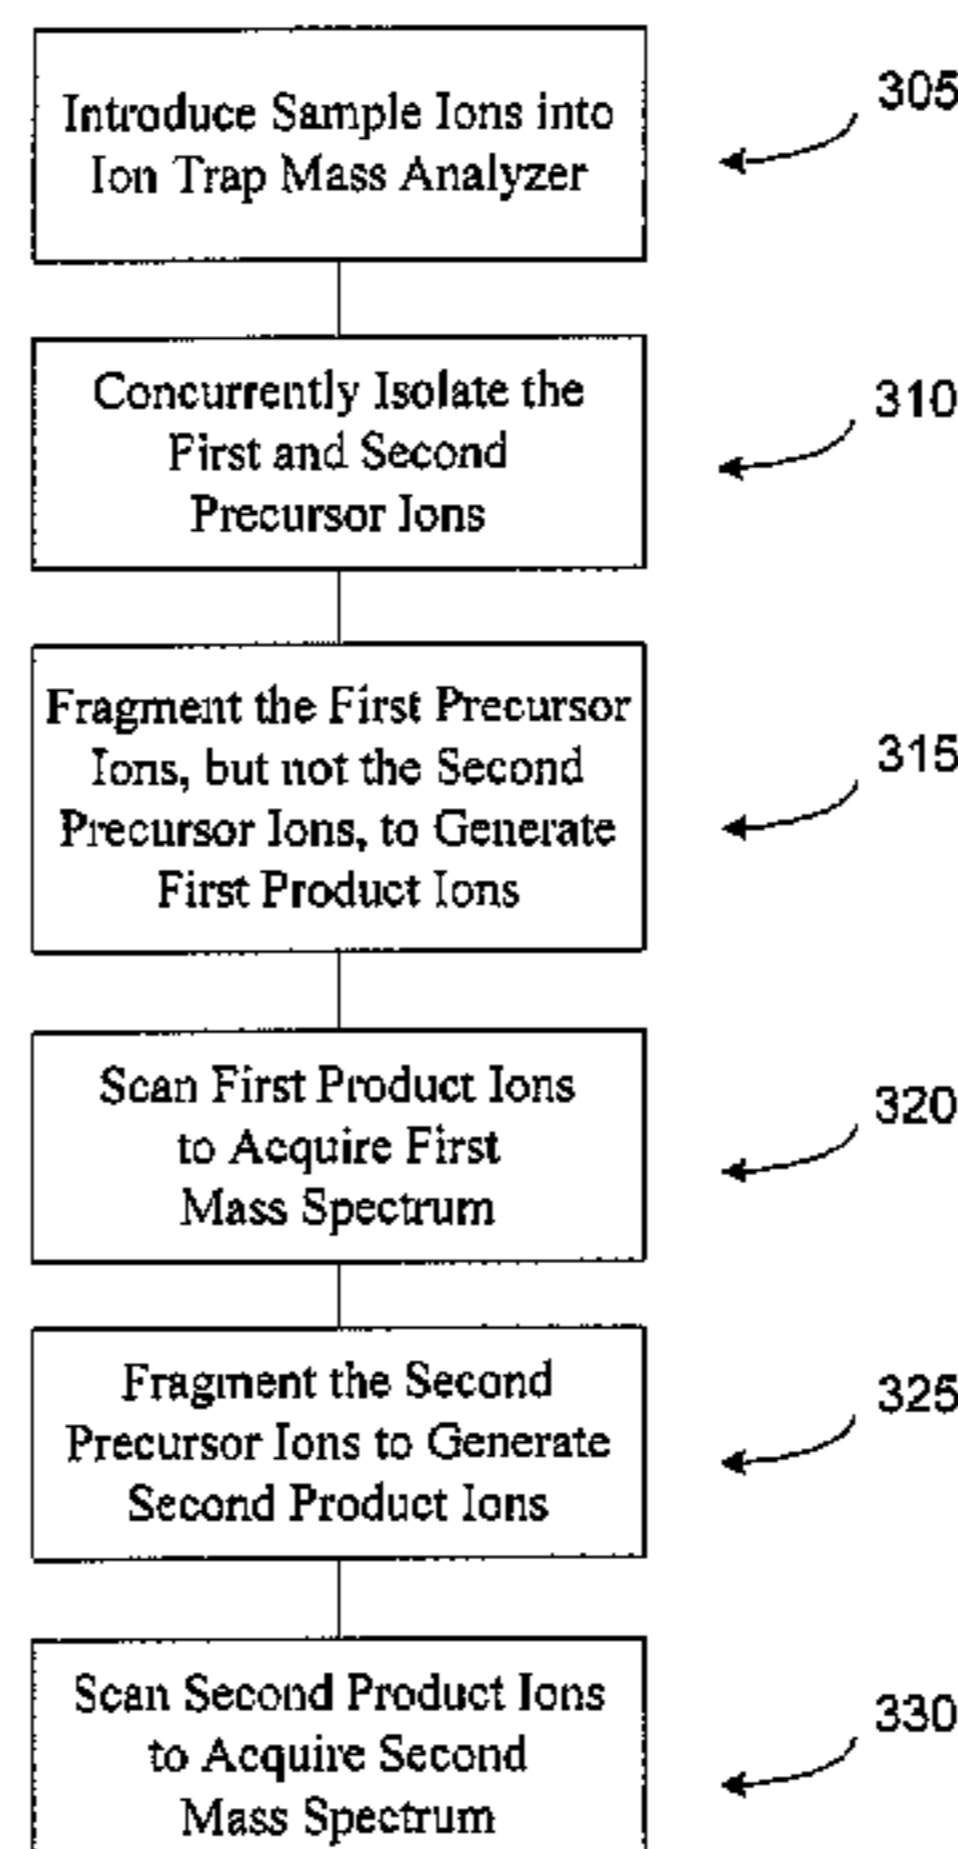 Introduce Sample Ions into
Ion Trap Mass Analyzer
305
Concurrently Isolate the
First and Second
Precursor Ions
310
Fragment the First Precursor
Ions, but not the Second
Precursor Ions, to Generate
First Product Ions
315
Scan First Product Ions
to Acquire First
Mass Spectrum
320
Fragment the Second
Precursor Ions to Generate
Second Product Ions
325
Scan Second Product Ions
to Acquire Second
Mass Spectrum
330